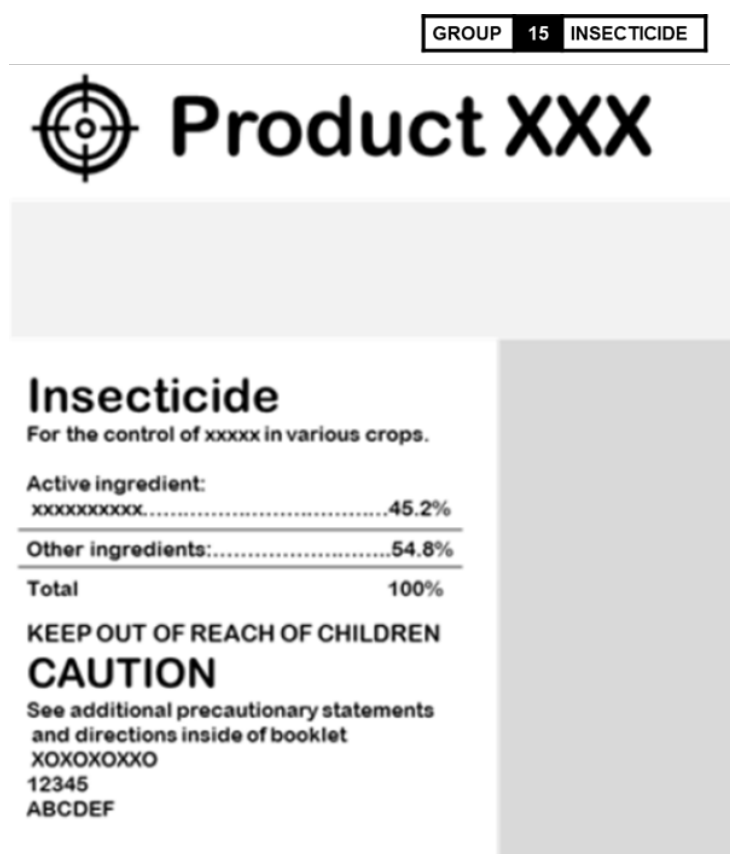 GROUP 15 INSECTICIDE
Product XXX
Insecticide
For the control of xxxxx in various crops.
Active ingredient:
xxxxxxxxxx....................................45.2%
Other ingredients:..........................54.8%
Total 100%
KEEP OUT OF REACH OF CHILDREN
CAUTION
See additional precautionary statements
and directions inside of booklet
XOXOXOXXO
12345
ABCDEF